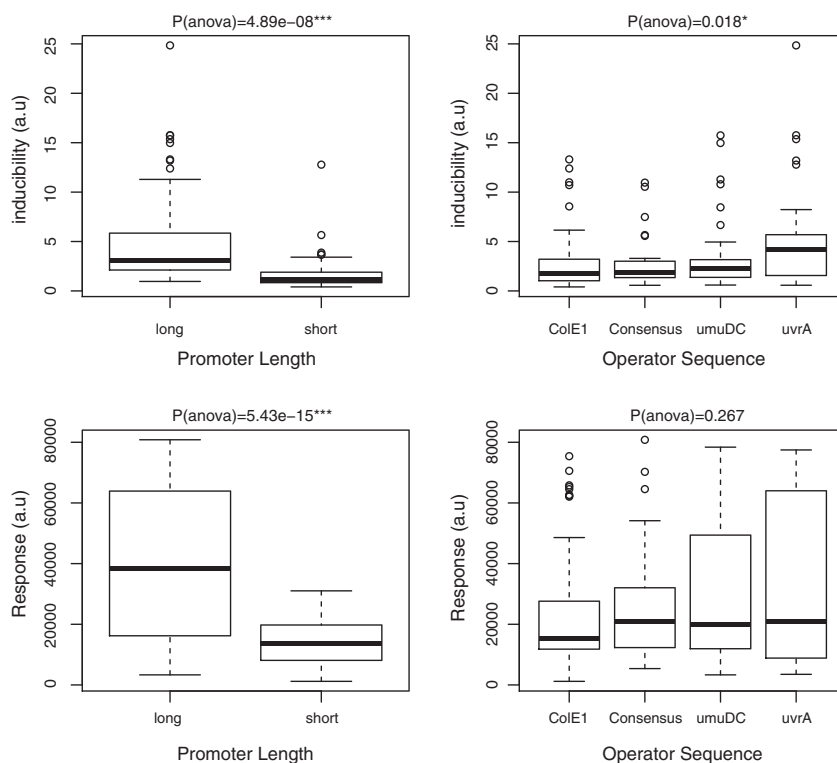 P(anova)=4.89e−08***
inducibility (a.u)
25
20
15
10
5
0
long short
Promoter Length
P(anova)=0.018*
inducibility (a.u)
25
20
15
10
5
0
ColE1 Consensus umuDC uvrA
Operator Sequence
P(anova)=5.43e−15***
Response (a.u)
80000
60000
40000
20000
0
long short
Promoter Length
P(anova)=0.267
Response (a.u)
80000
60000
40000
20000
0
ColE1 Consensus umuDC uvrA
Operator Sequence